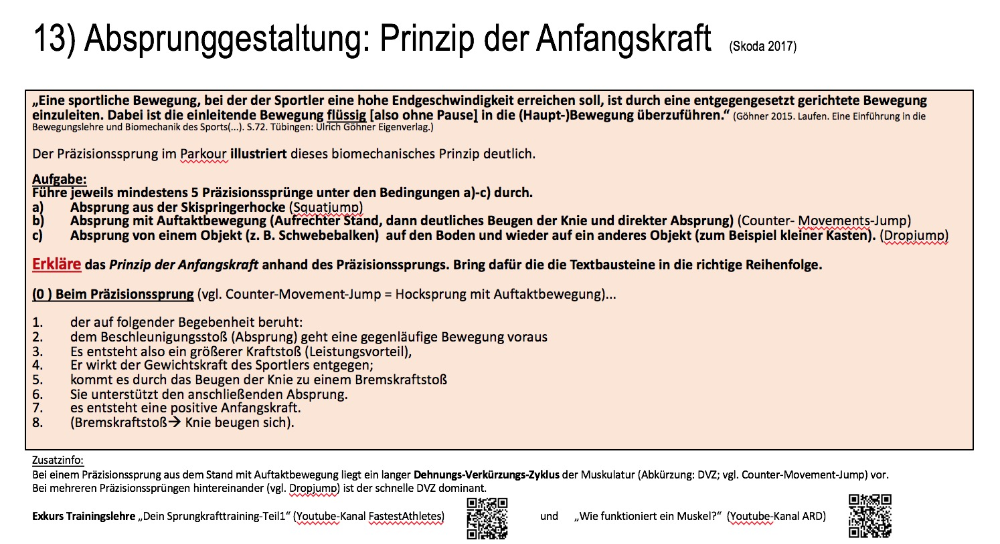 13) Absprunggestaltung: Prinzip der Anfangskraft (Skoda 2017)
„Eine sportliche Bewegung, bei der der Sportler eine hohe Endgeschwindigkeit erreichen soll, ist durch eine entgegengesetzt gerichtete Bewegung
einzuleiten. Dabei ist die einleitende Bewegung flüssig [also ohne Pause] in die (Haupt-)Bewegung überzuführen.“ (Göhner 2015. Laufen. Eine Einführung in die
Bewegungslehre und Biomechanik des Sports(...). S.72. Tübingen: Ulrich Göhner Eigenverlag.)
Der Präzisionssprung im Parkour illustriert dieses biomechanisches Prinzip deutlich.
Aufgabe:
Führe jeweils mindestens 5 Präzisionssprünge unter den Bedingungen a)-c) durch.
a) Absprung aus der Skispringerhocke (Squatjump)
b) Absprung mit Auftaktbewegung (Aufrechter Stand, dann deutliches Beugen der Knie und direkter Absprung) (Counter- Movements-Jump)
c) Absprung von einem Objekt (z. B. Schwebebalken) auf den Boden und wieder auf ein anderes Objekt (zum Beispiel kleiner Kasten). (Dropjump)
Erkläre das Prinzip der Anfangskraft anhand des Präzisionssprungs. Bring dafür die die Textbausteine in die richtige Reihenfolge.
(0 ) Beim Präzisionssprung (vgl. Counter-Movement-Jump = Hocksprung mit Auftaktbewegung)...
1. der auf folgender Begebenheit beruht:
2. dem Beschleunigungsstoß (Absprung) geht eine gegenläufige Bewegung voraus
3. Es entsteht also ein größerer Kraftstoß (Leistungsvorteil),
4. Er wirkt der Gewichtskraft des Sportlers entgegen;
5. kommt es durch das Beugen der Knie zu einem Bremskraftstoß
6. Sie unterstützt den anschließenden Absprung.
7. es entsteht eine positive Anfangskraft.
8. (Bremskraftstoß→ Knie beugen sich).
Zusatzinfo:
Bei einem Präzisionssprung aus dem Stand mit Auftaktbewegung liegt ein langer Dehnungs-Verkürzungs-Zyklus der Muskulatur (Abkürzung: DVZ; vgl. Counter-Movement-Jump) vor.
Bei mehreren Präzisionssprüngen hintereinander (vgl. Dropjump) ist der schnelle DVZ dominant.
Exkurs Trainingslehre „Dein Sprungkrafttraining-Teil1“ (Youtube-Kanal FastestAthletes) und „Wie funktioniert ein Muskel?“ (Youtube-Kanal ARD)